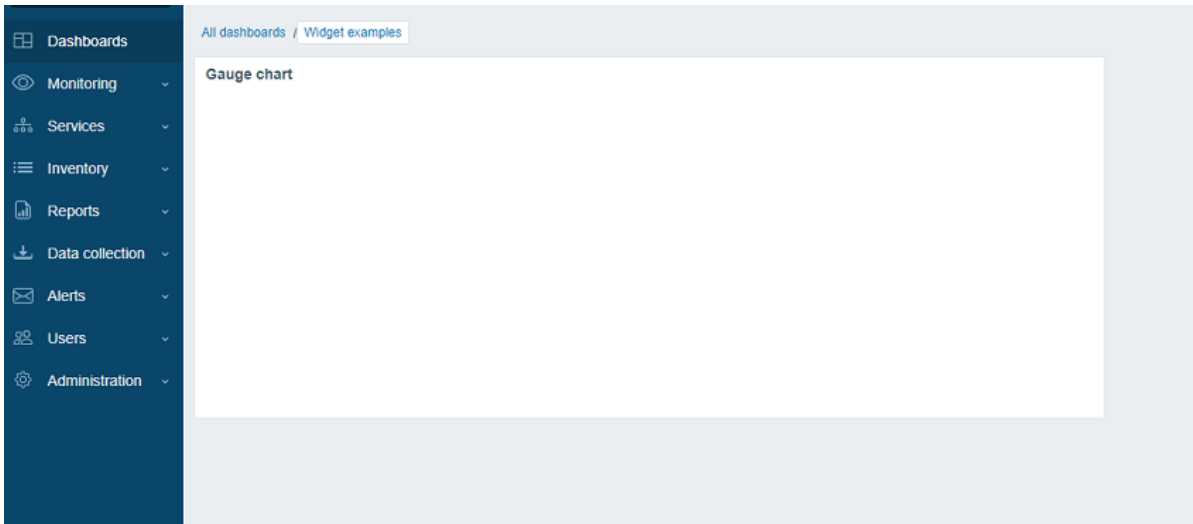 All dashboards / Widget examples
Gauge chart
Dashboards
Monitoring
Services
Inventory
Reports
Data collection
Alerts
Users
Administration